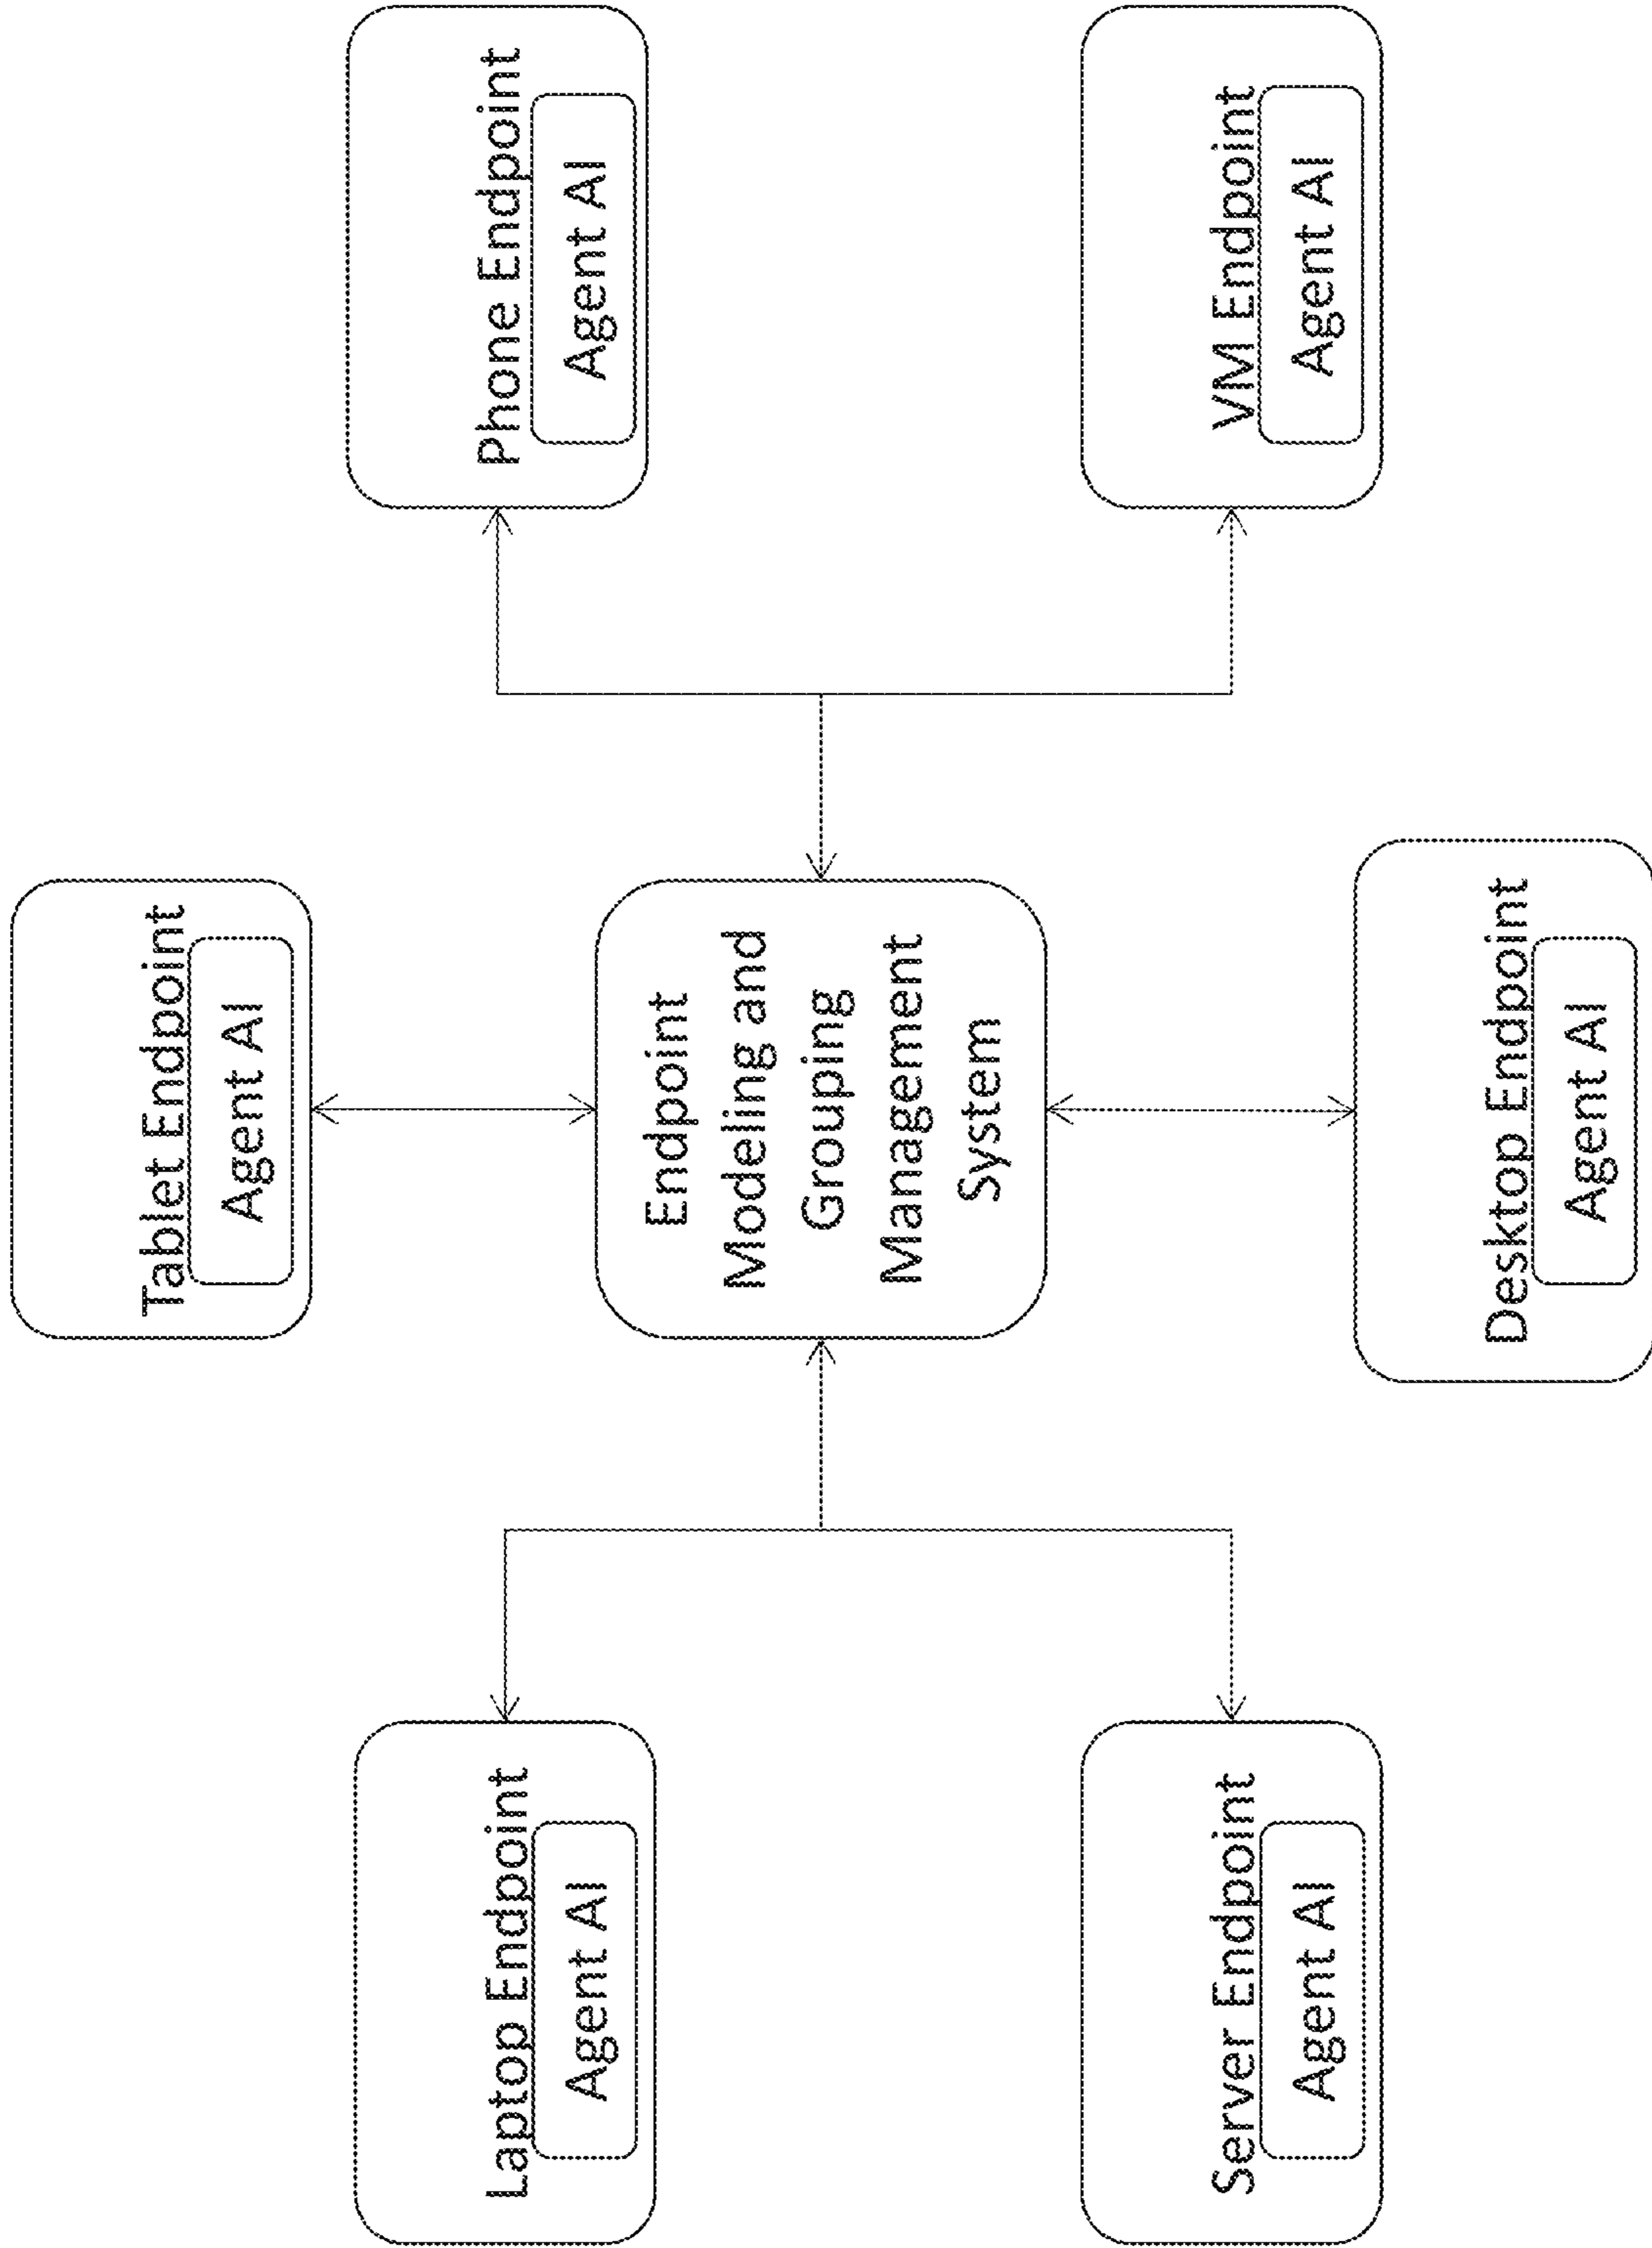 Tablet Endpoint
Agent AI
Laptop Endpoint
Agent AI
Phone Endpoint
Agent AI
Endpoint
Modeling and
Grouping
Management
System
Server Endpoint
Agent AI
VM Endpoint
Agent AI
Desktop Endpoint
Agent AI